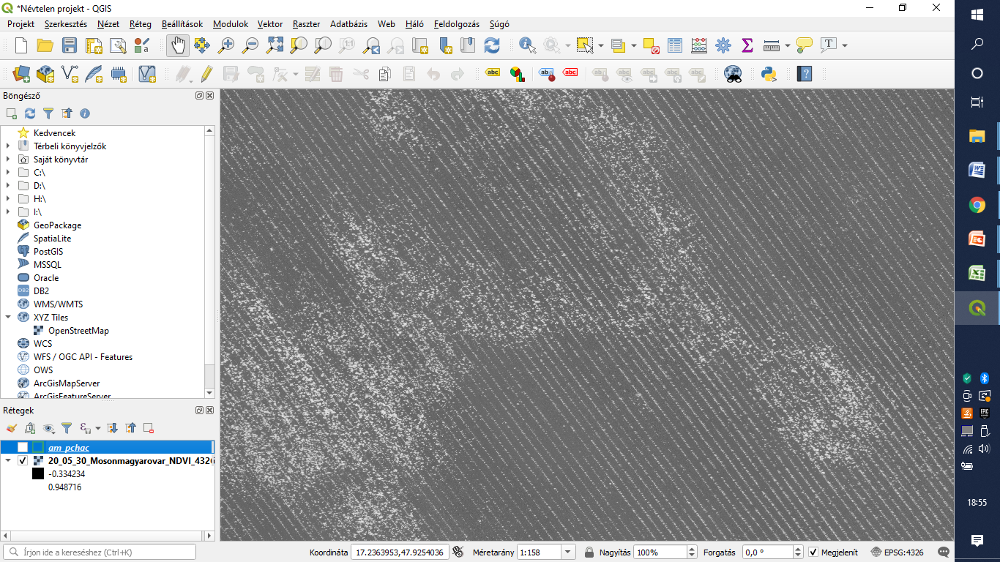 *Névtelen projekt - QGIS
Projekt Szerkesztés Nézet Réteg Beállítások Modulok Vektor Raszter Adatbázis Web Háló Feldolgozás Súgó
Böngésző
Kedvencek
Térbeli könyvjelzők
Saját könyvtár
C:\
D:\
H:\
I:\
GeoPackage
SpatiaLite
PostGIS
MSSQL
Oracle
DB2
WMS/WMTS
XYZ Tiles
OpenStreetMap
WCS
WFS / OGC API - Features
OWS
ArcGisMapServer
ArcGisFeatureServer
Rétegek
am_pchac
20_05_30_Mosonmagyarovar_NDVI_4326
-0.334234
0.948716
Írjon ide a kereséshez (Ctrl+K)
Koordináta 17.2363953,47.9254036 Méretarány 1:158 Nagyítás 100% Forgatás 0,0 ° Megjelenít EPSG:4326
18:55